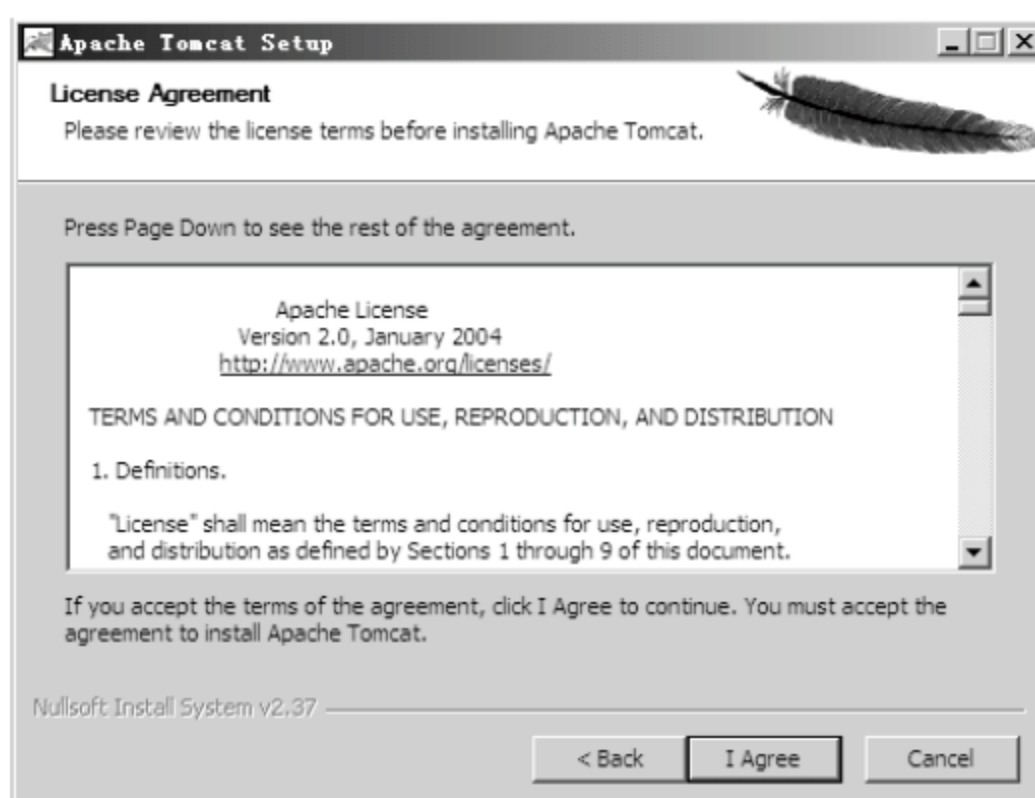 Apache Tomcat Setup
License Agreement
Please review the license terms before installing Apache Tomcat.
Press Page Down to see the rest of the agreement.
Apache License
Version 2.0, January 2004
http://www.apache.org/licenses/
TERMS AND CONDITIONS FOR USE, REPRODUCTION, AND DISTRIBUTION
1. Definitions.
"License" shall mean the terms and conditions for use, reproduction,
and distribution as defined by Sections 1 through 9 of this document.
If you accept the terms of the agreement, click I Agree to continue. You must accept the
agreement to install Apache Tomcat.
Nullsoft Install System v2.37
< Back I Agree Cancel